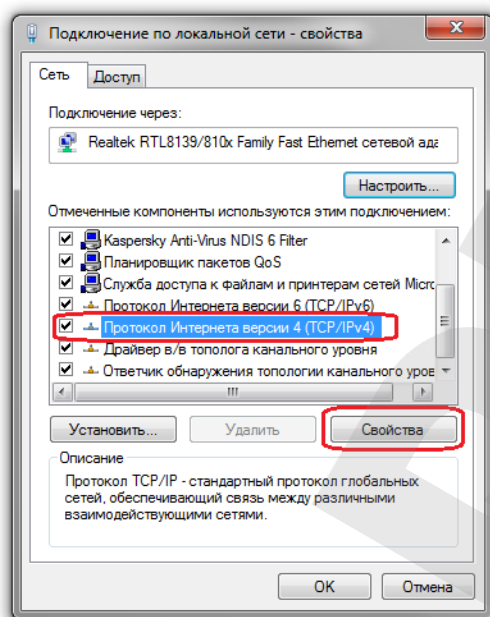 Подключение по локальной сети - свойства
Сеть
Доступ
Подключение через:
Realtek RTL8139/810x Family Fast Ethernet сетевой ада
Настроить...
Отмеченные компоненты используются этим подключением:
Kaspersky Anti-Virus NDIS 6 Filter
Планировщик пакетов QoS
Служба доступа к файлам и принтерам сетей Micro
Протокол Интернета версии 6 (TCP/IPv6)
Протокол Интернета версии 4 (TCP/IPv4)
Драйвер в/в тополога канального уровня
Ответчик обнаружения топологии канального уров
Установить...
Удалить
Свойства
Описание
Протокол TCP/IP - стандартный протокол глобальных
сетей, обеспечивающий связь между различными
взаимодействующими сетями.
OK
Отмена